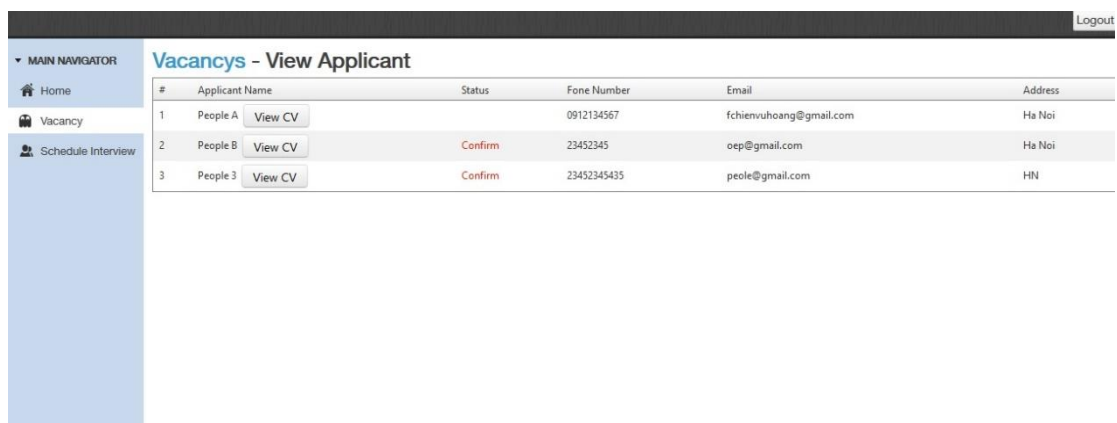 Logout
MAIN NAVIGATOR
Home
Vacancy
Schedule Interview
Vacancys - View Applicant
# Applicant Name Status Fone Number Email Address
1 People A View CV 0912134567 fchienvuhoang@gmail.com Ha Noi
2 People B View CV Confirm 23452345 oep@gmail.com Ha Noi
3 People 3 View CV Confirm 23452345435 peole@gmail.com HN